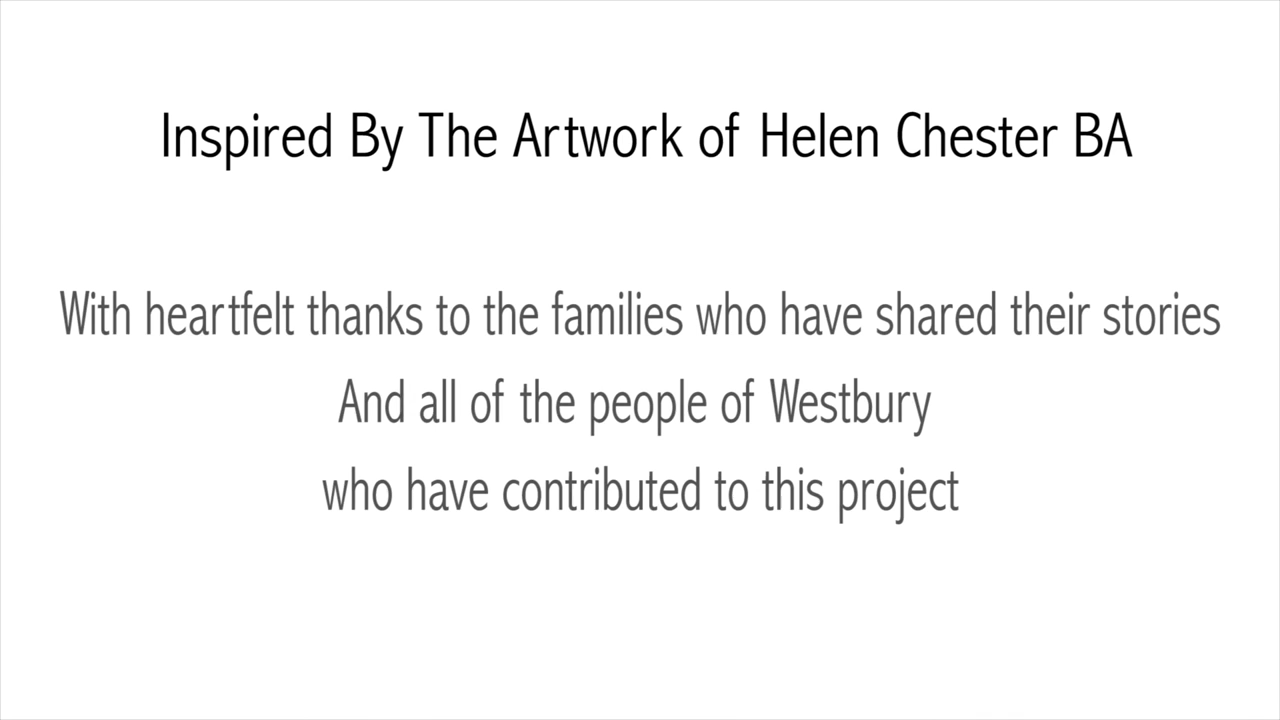 Inspired By The Artwork of Helen Chester BA
With heartfelt thanks to the families who have shared their stories
And all of the people of Westbury
who have contributed to this project